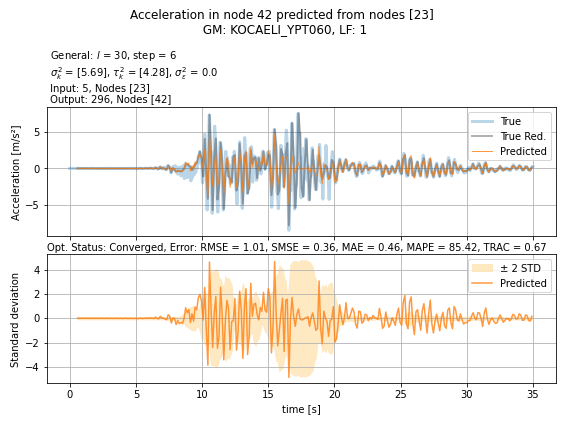 Acceleration in node 42 predicted from nodes [23]
GM: KOCAELI_YPT060, LF: 1
General: l = 30, step = 6
σ²ₖ = [5.69], τ²ₖ = [4.28], σ²ε = 0.0
Input: 5, Nodes [23]
Output: 296, Nodes [42]
Acceleration [m/s²]
5
0
−5
True
True Red.
Predicted
Opt. Status: Converged, Error: RMSE = 1.01, SMSE = 0.36, MAE = 0.46, MAPE = 85.42, TRAC = 0.67
Standard deviation
4
2
0
−2
−4
± 2 STD
Predicted
0 5 10 15 20 25 30 35
time [s]